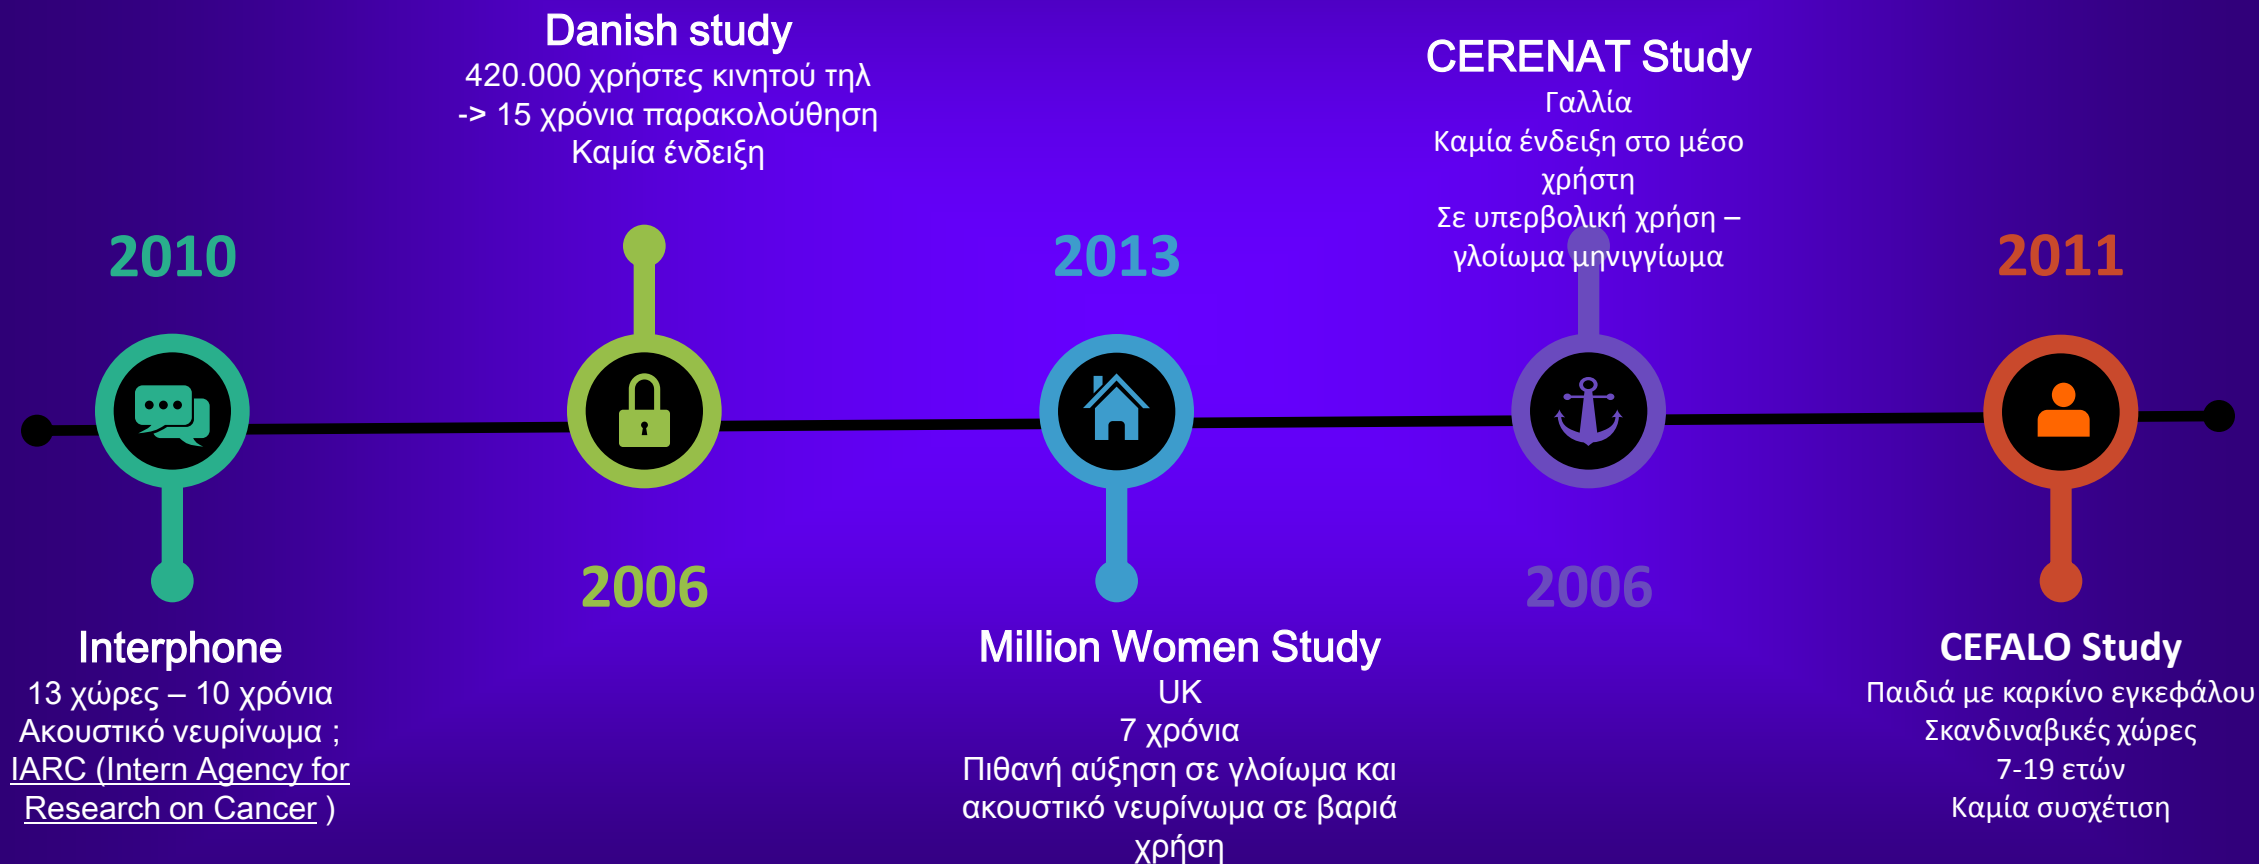 2010
Interphone
13 χώρες – 10 χρόνια
Ακουστικό νευρίνωμα ;
IARC (Intern Agency for
Research on Cancer )
Danish study
420.000 χρήστες κινητού τηλ
-> 15 χρόνια παρακολούθηση
Καμία ένδειξη
2006
2013
Million Women Study
UK
7 χρόνια
Πιθανή αύξηση σε γλοίωμα και
ακουστικό νευρίνωμα σε βαριά
χρήση
CERENAT Study
Γαλλία
Καμία ένδειξη στο μέσο
χρήστη
Σε υπερβολική χρήση –
γλοίωμα μηνιγγίωμα
2006
2011
CEFALO Study
Παιδιά με καρκίνο εγκεφάλου
Σκανδιναβικές χώρες
7-19 ετών
Καμία συσχέτιση